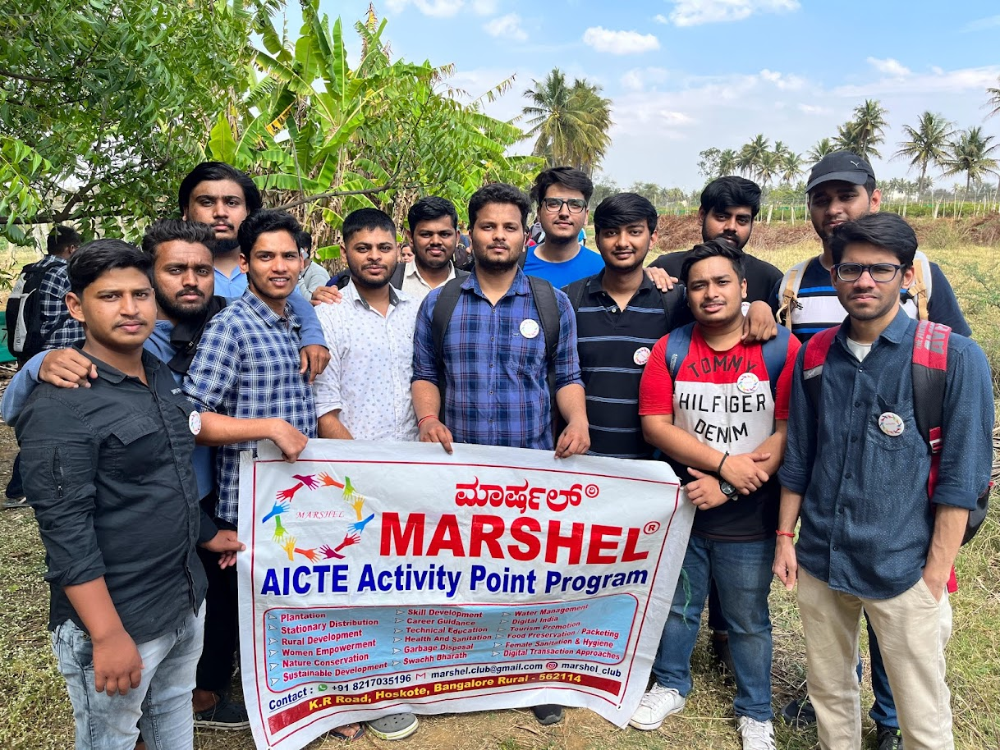 ಮಾರ್ಷಲ್®
MARSHEL
MARSHEL®
AICTE Activity Point Program
Plantation
Stationary Distribution
Rural Development
Women Empowerment
Nature Conservation
Sustainable Development
Skill Development
Career Guidance
Technical Education
Health And Sanitation
Garbage Disposal
Swachh Bharath
Water Management
Digital India
Tourism Promotion
Food Preservation / Packeting
Female Sanitation & Hygiene
Digital Transaction Approaches
Contact : +91 8217035196 marshel.club@gmail.com marshel_club
K.R Road, Hoskote, Bangalore Rural - 562114
TOMMY
HILFIGER
DENIM